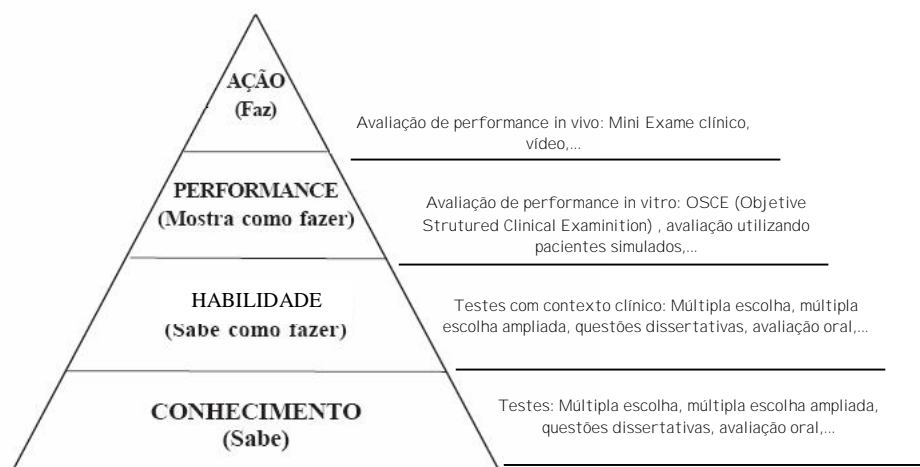 AÇÃO
(Faz)
Avaliação de performance in vivo: Mini Exame clínico,
vídeo,...
PERFORMANCE
(Mostra como fazer)
Avaliação de performance in vitro: OSCE (Objetive
Strutured Clinical Examinition) , avaliação utilizando
pacientes simulados,...
HABILIDADE
(Sabe como fazer)
Testes com contexto clínico: Múltipla escolha, múltipla
escolha ampliada, questões dissertativas, avaliação oral,...
CONHECIMENTO
(Sabe)
Testes: Múltipla escolha, múltipla escolha ampliada,
questões dissertativas, avaliação oral,...